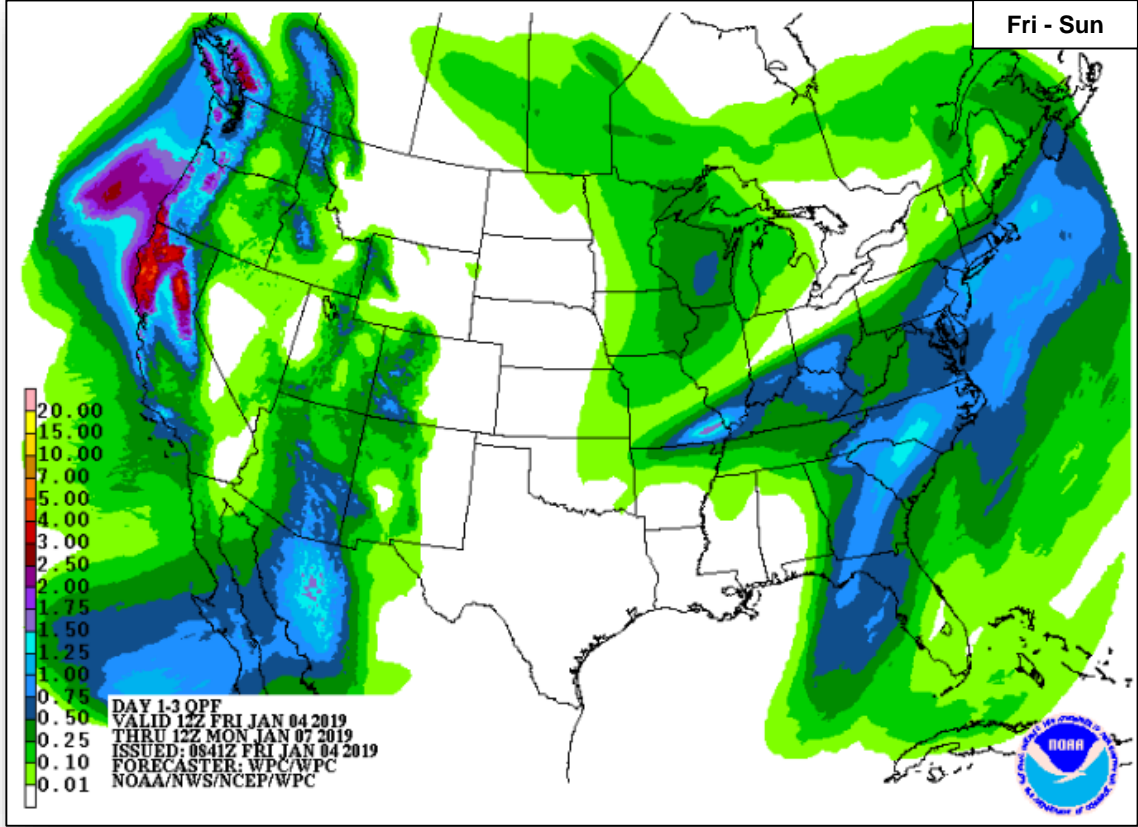 Fri - Sun
20.00
15.00
10.00
7.00
5.00
4.00
3.00
2.50
2.00
1.75
1.50
1.25
1.00
0.75
0.50
0.25
0.10
0.01
DAY 1-3 QPF
VALID 12Z FRI JAN 04 2019
THRU 12Z MON JAN 07 2019
ISSUED: 0841Z FRI JAN 04 2019
FORECASTER: WPC/WPC
NOAA/NWS/NCEP/WPC
NOAA